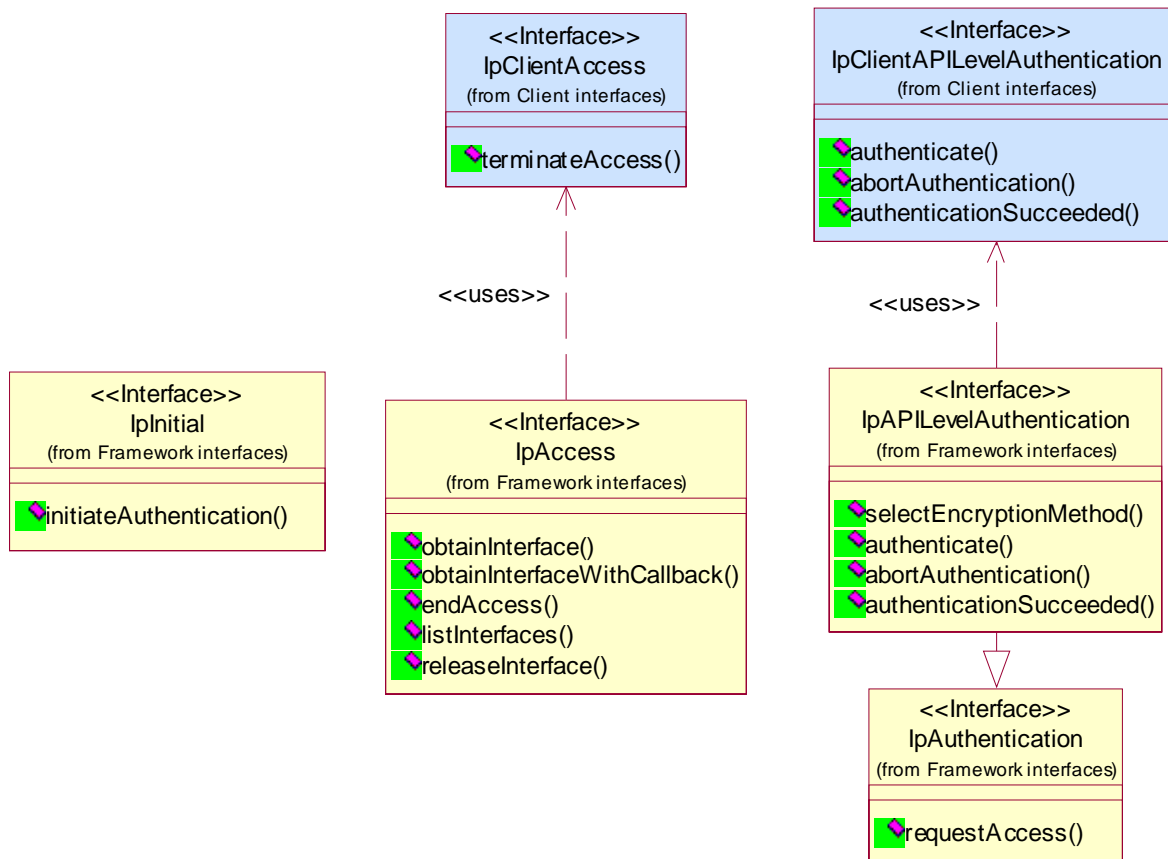 <<Interface>>
IpClientAccess
(from Client interfaces)
terminateAccess()
<<Interface>>
IpClientAPILevelAuthentication
(from Client interfaces)
authenticate()
abortAuthentication()
authenticationSucceeded()
<<uses>>
<<uses>>
<<Interface>>
IpInitial
(from Framework interfaces)
initiateAuthentication()
<<Interface>>
IpAccess
(from Framework interfaces)
obtainInterface()
obtainInterfaceWithCallback()
endAccess()
listInterfaces()
releaseInterface()
<<Interface>>
IpAPILevelAuthentication
(from Framework interfaces)
selectEncryptionMethod()
authenticate()
abortAuthentication()
authenticationSucceeded()
<<Interface>>
IpAuthentication
(from Framework interfaces)
requestAccess()